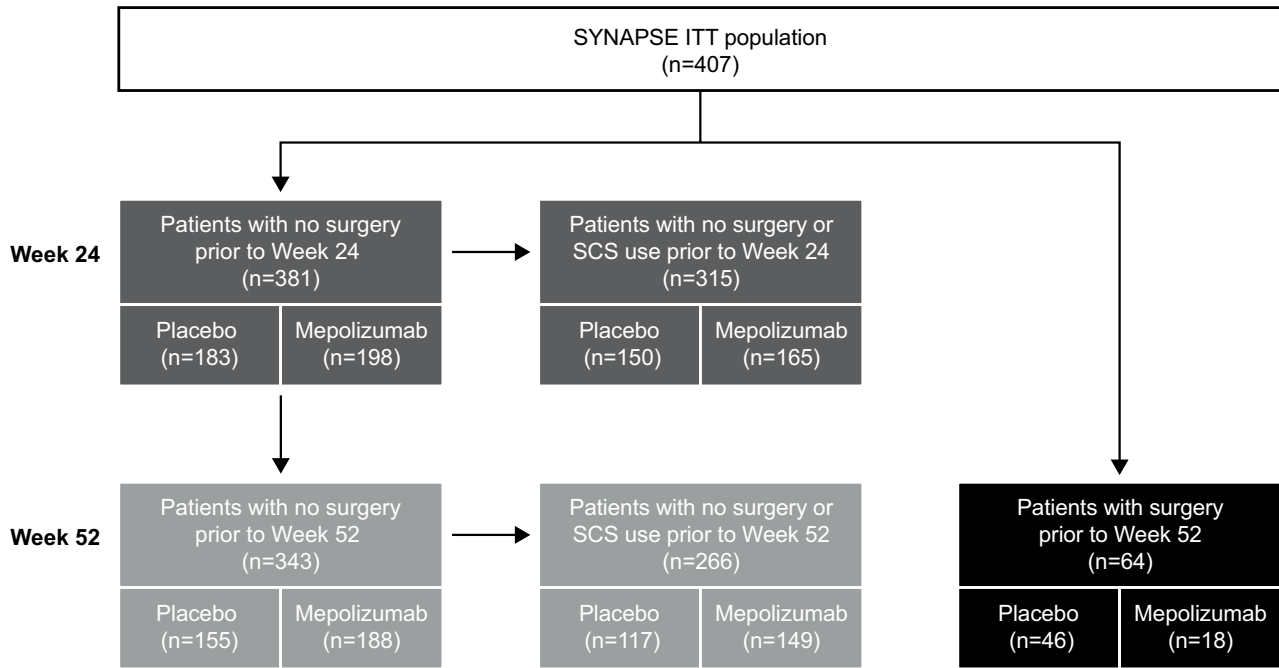 SYNAPSE ITT population
(n=407)
Week 24
Patients with no surgery
prior to Week 24
(n=381)
Placebo
(n=183)
Mepolizumab
(n=198)
Patients with no surgery or
SCS use prior to Week 24
(n=315)
Placebo
(n=150)
Mepolizumab
(n=165)
Week 52
Patients with no surgery
prior to Week 52
(n=343)
Placebo
(n=155)
Mepolizumab
(n=188)
Patients with no surgery or
SCS use prior to Week 52
(n=266)
Placebo
(n=117)
Mepolizumab
(n=149)
Patients with surgery
prior to Week 52
(n=64)
Placebo
(n=46)
Mepolizumab
(n=18)